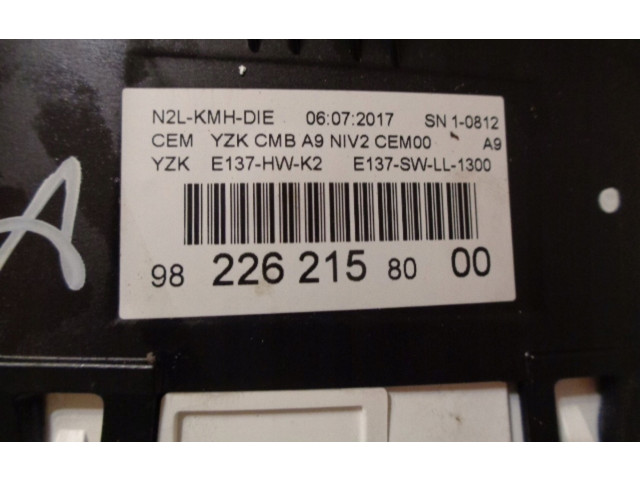 N2L-KMH-DIE 06:07:2017 SN 1-0812
CEM YZK CMB A9 NIV2 CEM00 A9
YZK E137-HW-K2 E137-SW-LL-1300
98 226 215 80 00
A